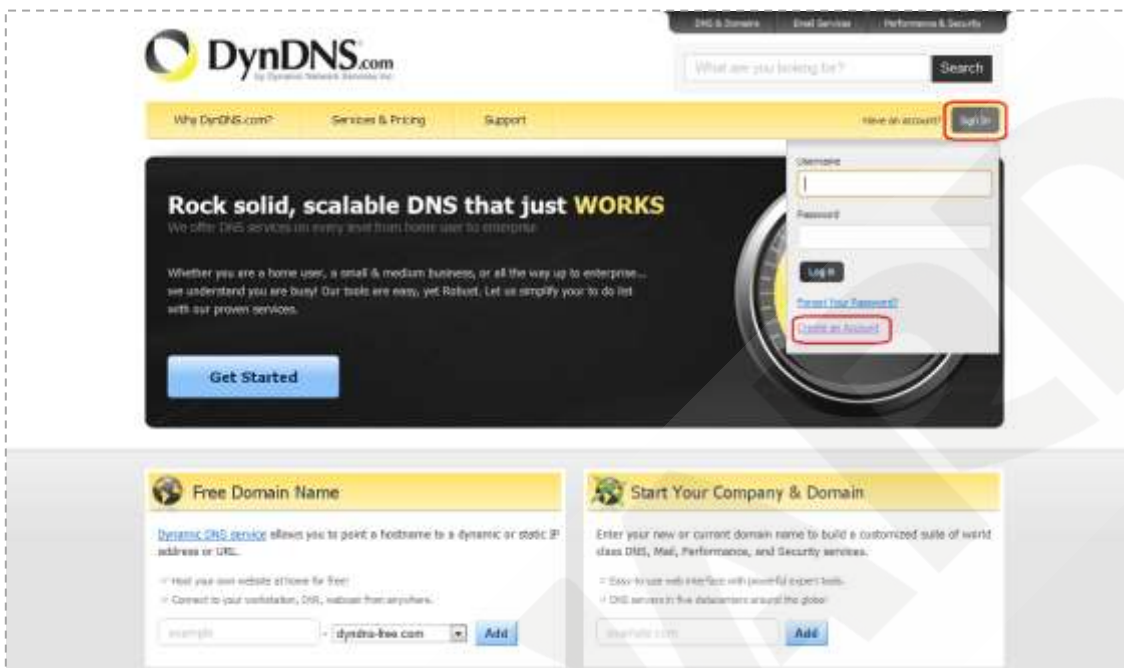 DNS & Domains Email Services Performance & Security
DynDNS.com
by Dynamic Network Services Inc.
What are you looking for? Search
Why DynDNS.com? Services & Pricing Support Have an account? Sign In
Username
Password
Log in
Forgot Your Password?
Create an Account
Rock solid, scalable DNS that just WORKS
We offer DNS services on every level from home user to enterprise
Whether you are a home user, a small & medium business, or all the way up to enterprise...
we understand you are busy! Our tools are easy, yet Robust. Let us simplify your to do list
with our proven services.
Get Started
Free Domain Name
Dynamic DNS service allows you to point a hostname to a dynamic or static IP
address or URL.
Host your own website at home for free!
Connect to your workstation, DVR, webcam from anywhere.
example . dyndns-free.com Add
Start Your Company & Domain
Enter your new or current domain name to build a customized suite of world
class DNS, Mail, Performance, and Security services.
Easy-to-use web interface with powerful expert tools.
DNS servers in five datacenters around the globe!
example.com Add